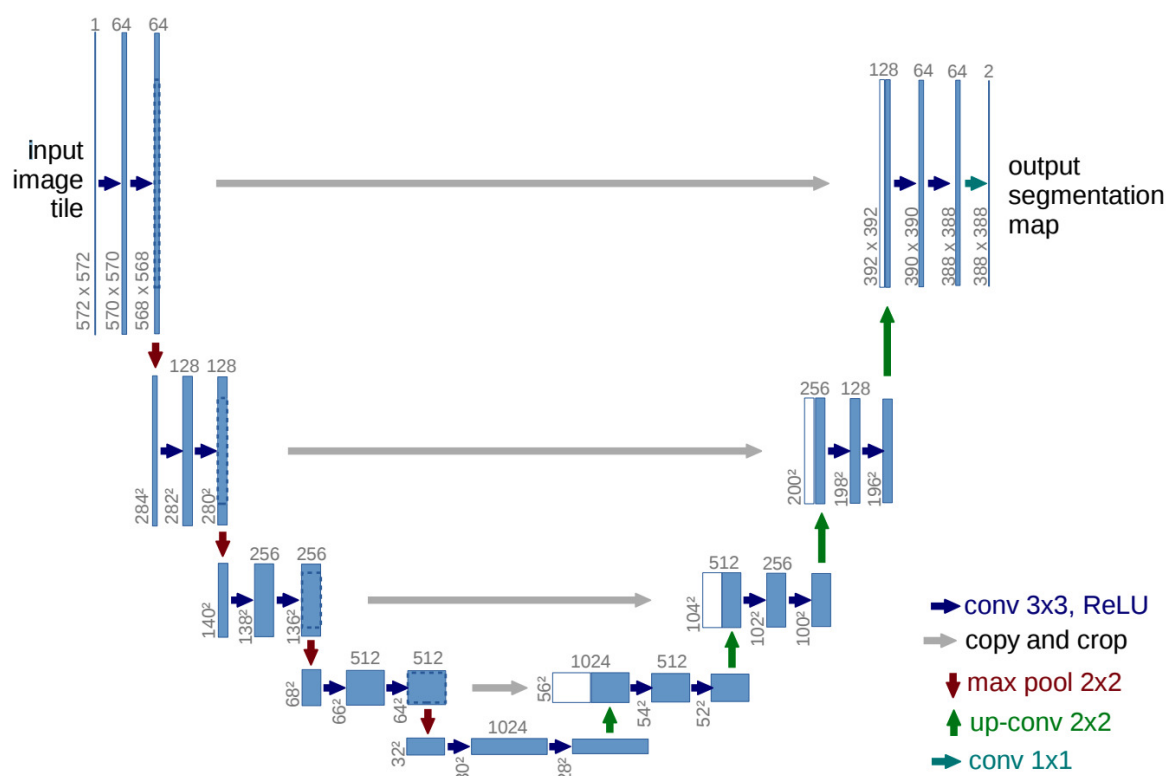 1 64 64
128 64 64 2
input
image
tile
output
segmentation
map
572 x 572
570 x 570
568 x 568
392 x 392
390 x 390
388 x 388
388 x 388
128 128
256 128
284²
282²
280²
200²
198²
196²
256 256
512 256
140²
138²
136²
104²
102²
100²
512 512
1024 512
68²
66²
64²
56²
54²
52²
1024
32²
conv 3x3, ReLU
copy and crop
max pool 2x2
up-conv 2x2
conv 1x1